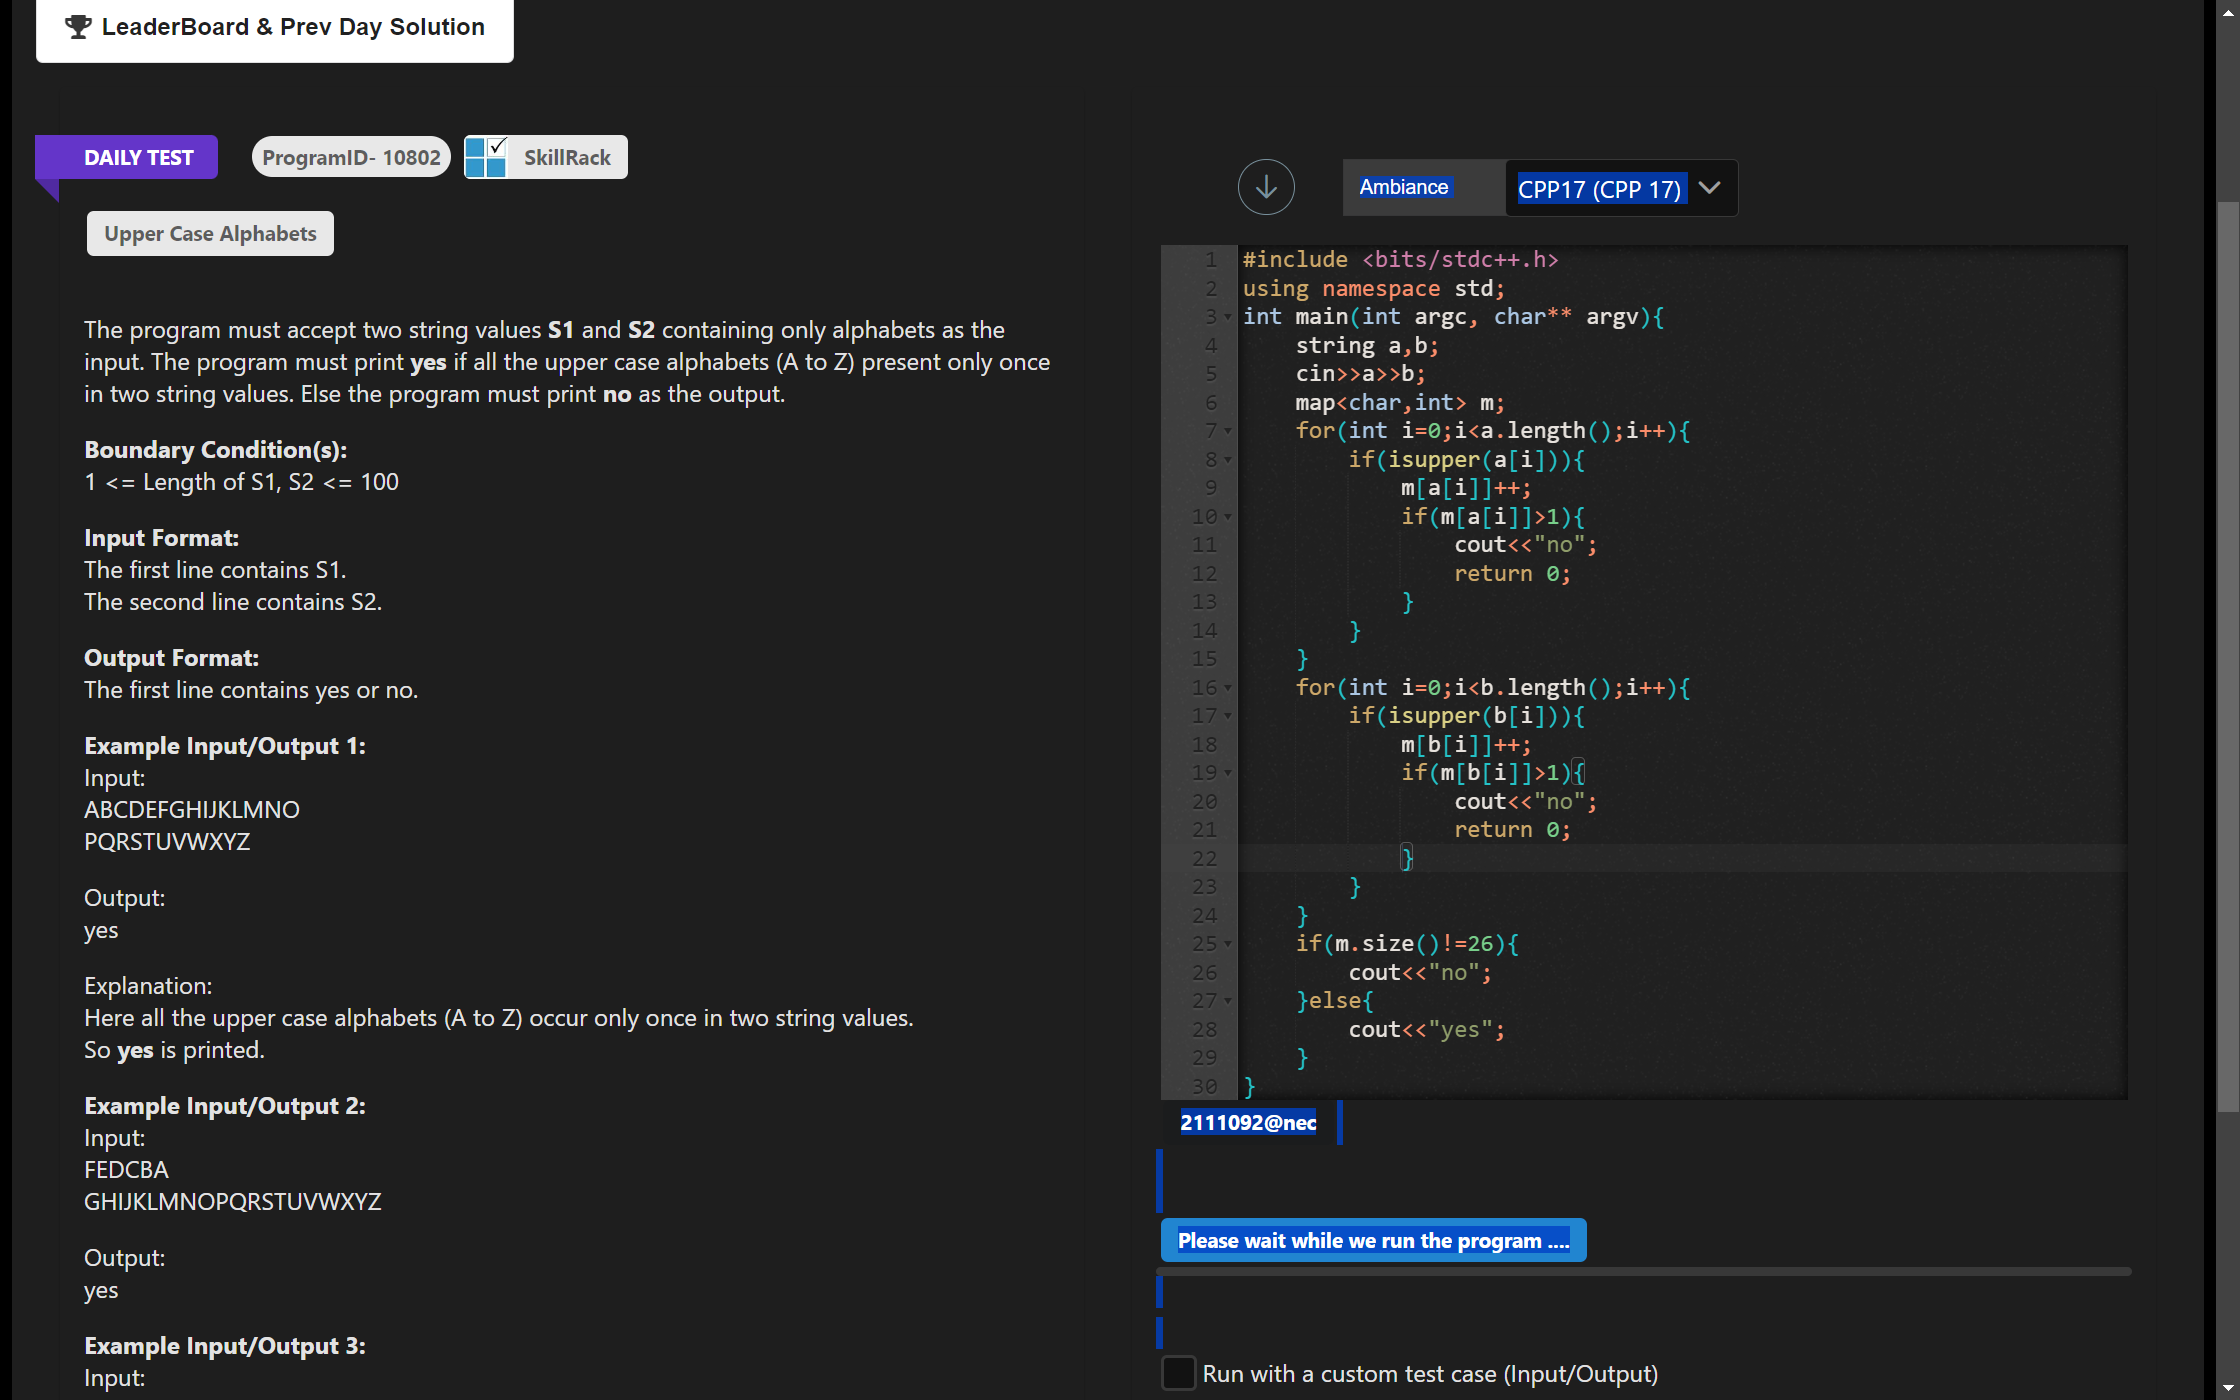 LeaderBoard & Prev Day Solution
DAILY TEST
ProgramID- 10802
SkillRack
Upper Case Alphabets
The program must accept two string values S1 and S2 containing only alphabets as the
input. The program must print yes if all the upper case alphabets (A to Z) present only once
in two string values. Else the program must print no as the output.
Boundary Condition(s):
1 <= Length of S1, S2 <= 100
Input Format:
The first line contains S1.
The second line contains S2.
Output Format:
The first line contains yes or no.
Example Input/Output 1:
Input:
ABCDEFGHIJKLMNO
PQRSTUVWXYZ
Output:
yes
Explanation:
Here all the upper case alphabets (A to Z) occur only once in two string values.
So yes is printed.
Example Input/Output 2:
Input:
FEDCBA
GHIJKLMNOPQRSTUVWXYZ
Output:
yes
Example Input/Output 3:
Input:
Ambiance
CPP17 (CPP 17)
1 #include <bits/stdc++.h>
2 using namespace std;
3 int main(int argc, char** argv){
4     string a,b;
5     cin>>a>>b;
6     map<char,int> m;
7     for(int i=0;i<a.length();i++){
8         if(isupper(a[i])){
9             m[a[i]]++;
10             if(m[a[i]]>1){
11                 cout<<"no";
12                 return 0;
13             }
14         }
15     }
16     for(int i=0;i<b.length();i++){
17         if(isupper(b[i])){
18             m[b[i]]++;
19             if(m[b[i]]>1){
20                 cout<<"no";
21                 return 0;
22             }
23         }
24     }
25     if(m.size()!=26){
26         cout<<"no";
27     }else{
28         cout<<"yes";
29     }
30 }
2111092@nec
Please wait while we run the program ....
Run with a custom test case (Input/Output)